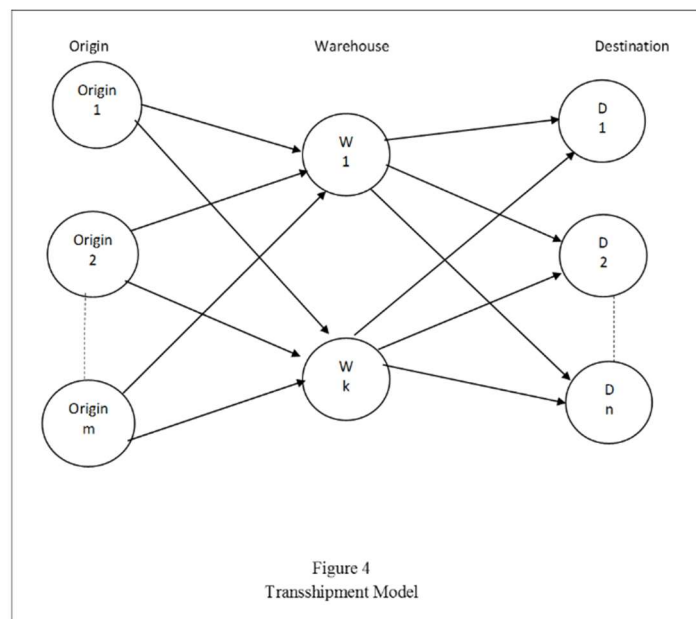 Origin
Warehouse
Destination
Origin
1
Origin
2
Origin
m
W
1
W
k
D
1
D
2
D
n
Figure 4
Transshipment Model